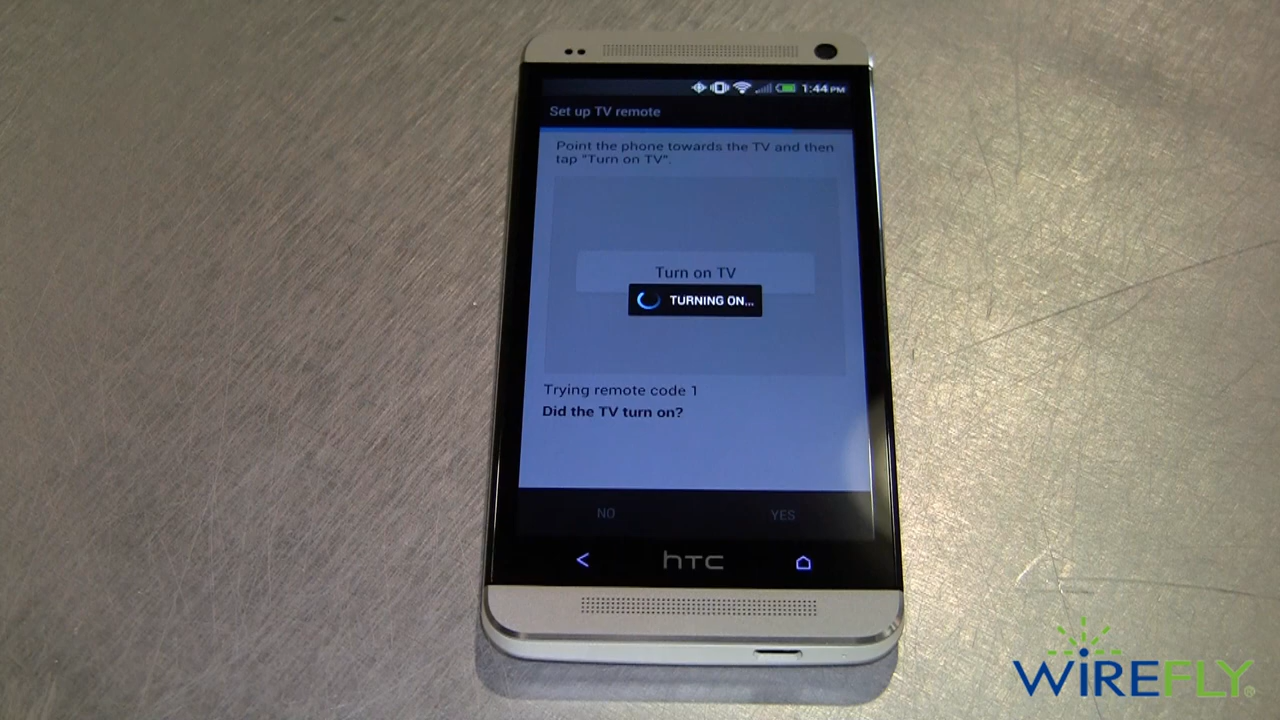 1:44 PM
Set up TV remote
Point the phone towards the TV and then
tap "Turn on TV".
Turn on TV
TURNING ON...
Trying remote code 1
Did the TV turn on?
NO YES
hTC
WIREFLY®